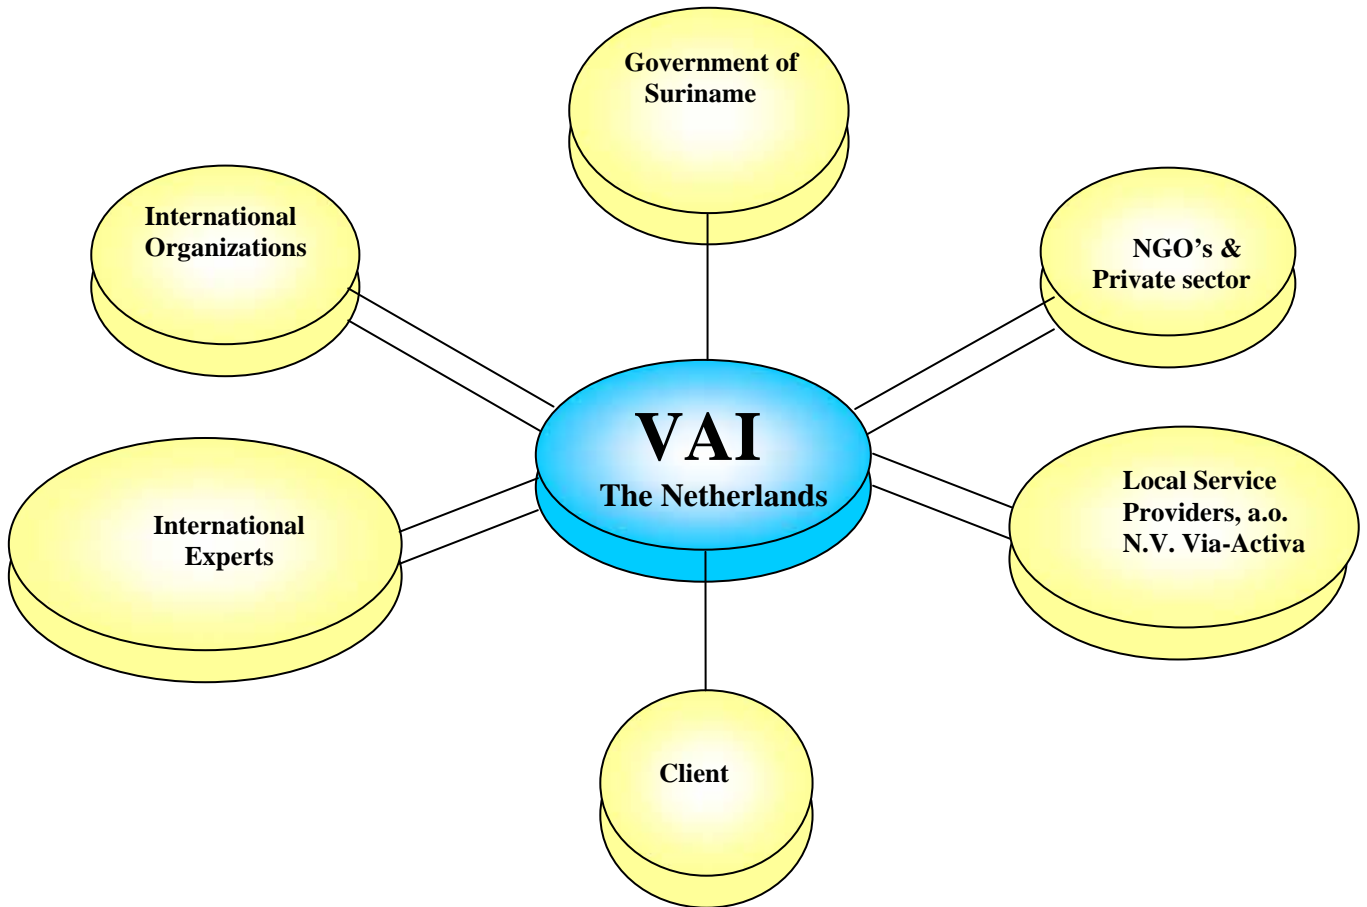 Government of
Suriname
International
Organizations
NGO’s &
Private sector
VAI
The Netherlands
International
Experts
Local Service
Providers, a.o.
N.V. Via-Activa
Client